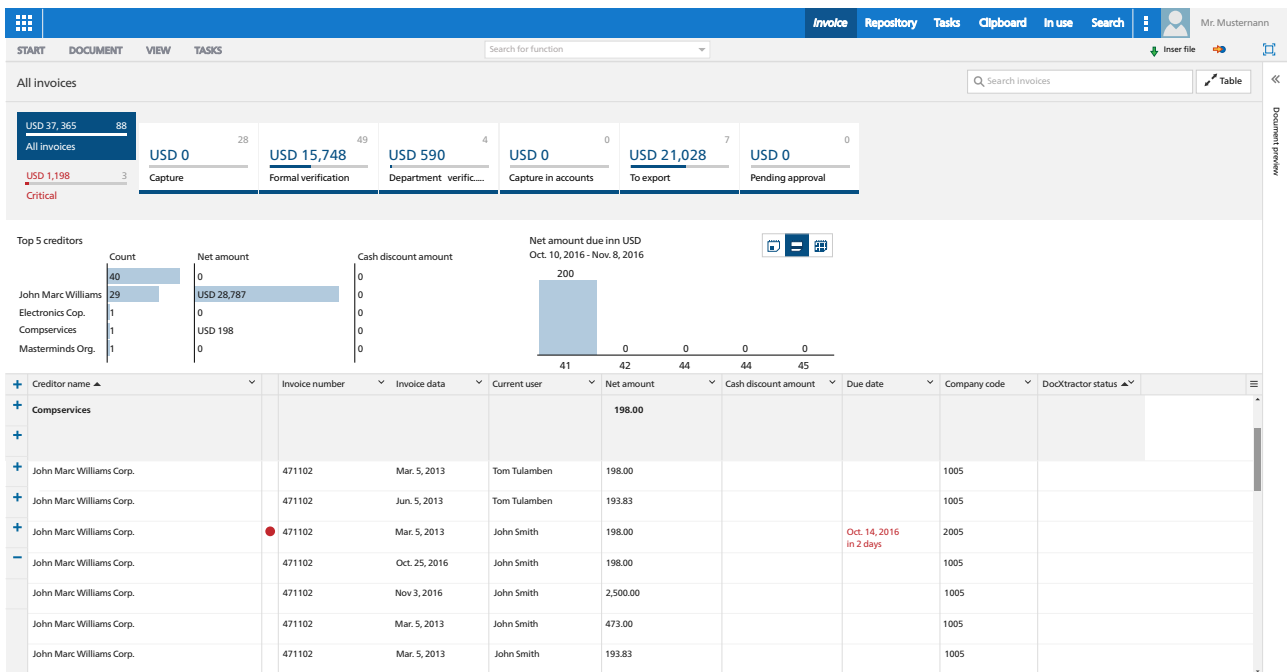 Invoice Repository Tasks Clipboard In use Search Mr. Musternann
START DOCUMENT VIEW TASKS Search for function Inser file
All invoices Search invoices Table
Document preview
USD 37, 365 88
All invoices
USD 1,198 3
Critical
28
USD 0
Capture
49
USD 15,748
Formal verification
4
USD 590
Department verific.....
0
USD 0
Capture in accounts
7
USD 21,028
To export
0
USD 0
Pending approval
Top 5 creditors
Count Net amount Cash discount amount
40 0 0
John Marc Williams 29 USD 28,787 0
Electronics Cop. 1 0 0
Compservices 1 USD 198 0
Masterminds Org. 1 0 0
Net amount due inn USD
Oct. 10, 2016 - Nov. 8, 2016
200
0 0 0 0
41 42 44 44 45
Creditor name Invoice number Invoice data Current user Net amount Cash discount amount Due date Company code DocXtractor status
Compservices 198.00
John Marc Williams Corp. 471102 Mar. 5, 2013 Tom Tulamben 198.00 1005
John Marc Williams Corp. 471102 Jun. 5, 2013 Tom Tulamben 193.83 1005
John Marc Williams Corp. 471102 Mar. 5, 2013 John Smith 198.00 Oct. 14, 2016 2005
in 2 days
John Marc Williams Corp. 471102 Oct. 25, 2016 John Smith 198.00 1005
John Marc Williams Corp. 471102 Nov 3, 2016 John Smith 2,500.00 1005
John Marc Williams Corp. 471102 Mar. 5, 2013 John Smith 473.00 1005
John Marc Williams Corp. 471102 Mar. 5, 2013 John Smith 193.83 1005